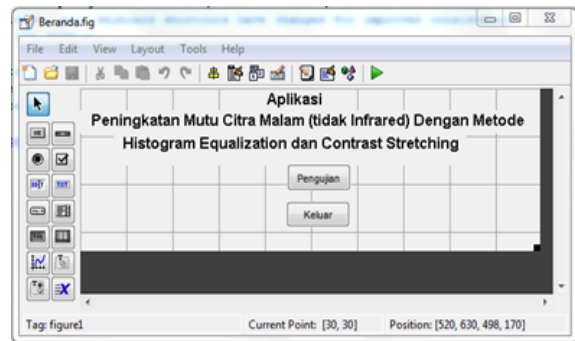 Beranda.fig
File Edit View Layout Tools Help
Aplikasi
Peningkatan Mutu Citra Malam (tidak Infrared) Dengan Metode
Histogram Equalization dan Contrast Stretching
Pengujian
Keluar
Tag: figure1 Current Point: [30, 30] Position: [520, 630, 498, 170]